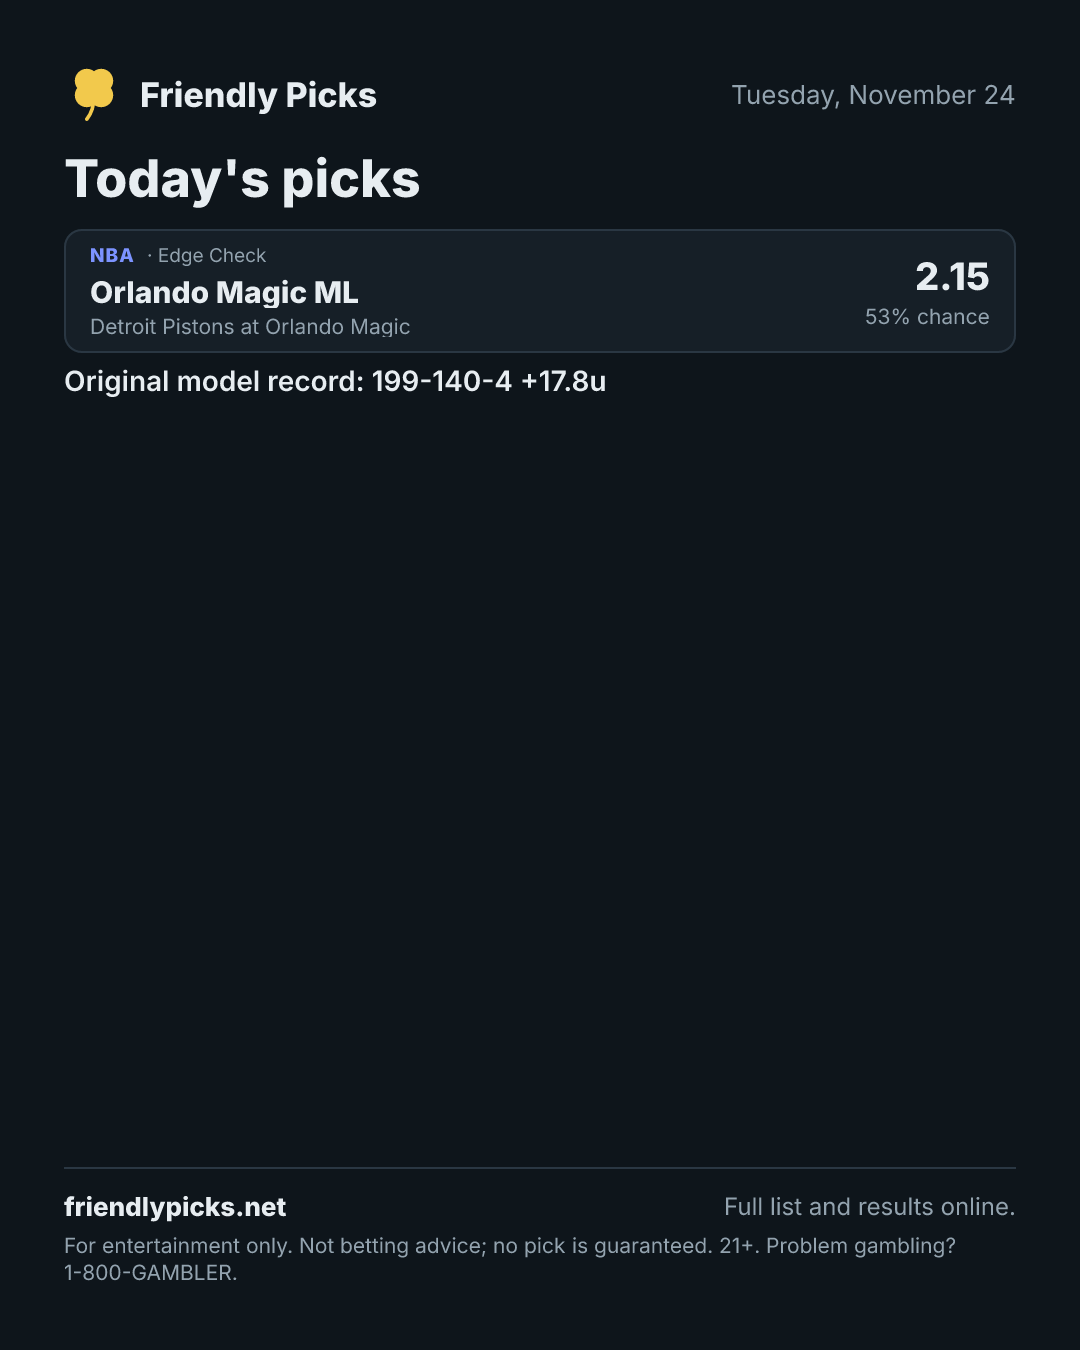 Friendly Picks
Tuesday, November 24
Today's picks
NBA · Edge Check
Orlando Magic ML
Detroit Pistons at Orlando Magic
2.15
53% chance
Original model record: 199-140-4 +17.8u
friendlypicks.net
Full list and results online.
For entertainment only. Not betting advice; no pick is guaranteed. 21+. Problem gambling?
1-800-GAMBLER.